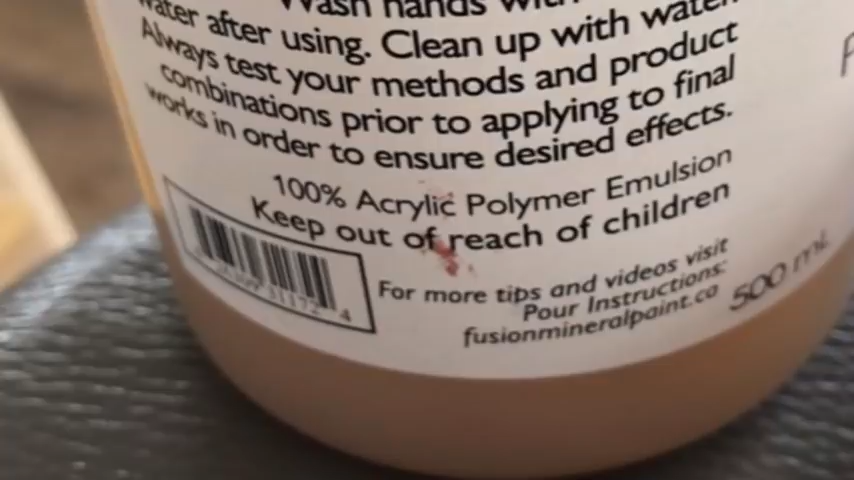 Wash hands with
water after using. Clean up with water.
Always test your methods and product
combinations prior to applying to final
works in order to ensure desired effects.
100% Acrylic Polymer Emulsion
Keep out of reach of children
For more tips and videos visit
Pour Instructions:
fusionmineralpaint.ca
500 mL